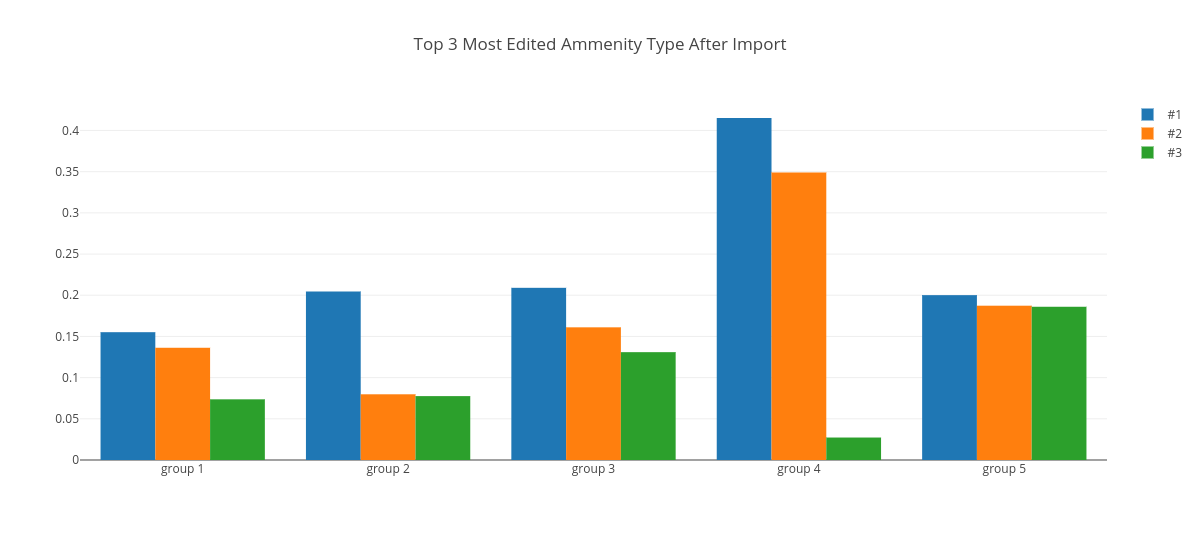 Top 3 Most Edited Ammenity Type After Import
#1
#2
#3
0.4
0.35
0.3
0.25
0.2
0.15
0.1
0.05
0
group 1
group 2
group 3
group 4
group 5